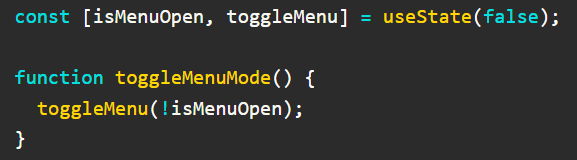 const [isMenuOpen, toggleMenu] = useState(false);
function toggleMenuMode() {
toggleMenu(!isMenuOpen);
}